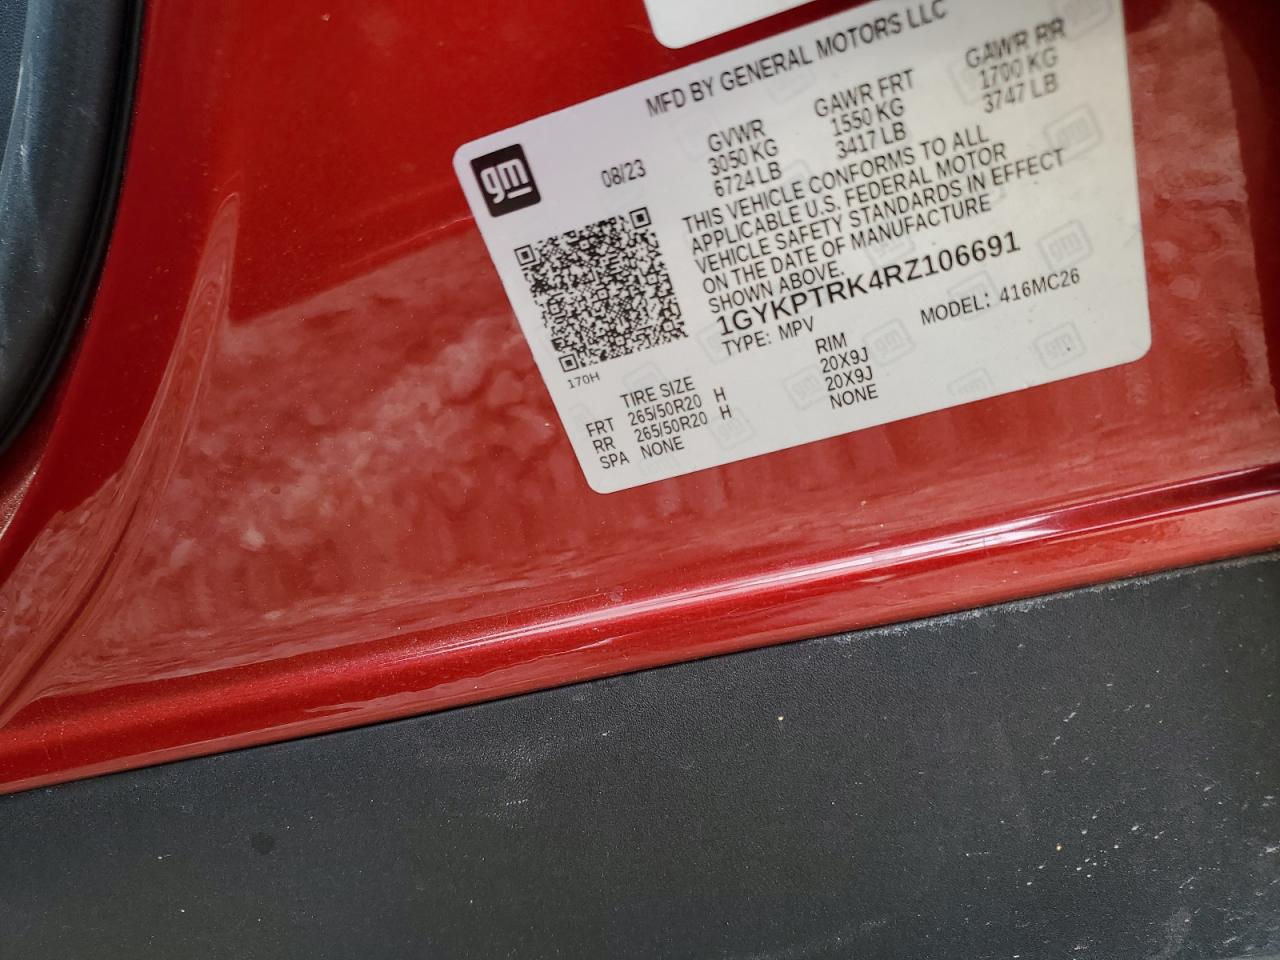 MFD BY GENERAL MOTORS LLC
gm
08/23
GVWR
3050 KG
6724 LB
GAWR FRT
1550 KG
3417 LB
GAWR RR
1700 KG
3747 LB
THIS VEHICLE CONFORMS TO ALL
APPLICABLE U.S. FEDERAL MOTOR
VEHICLE SAFETY STANDARDS IN EFFECT
ON THE DATE OF MANUFACTURE
SHOWN ABOVE.
1GYKPTRK4RZ106691
TYPE: MPV
MODEL: 416MC26
170H
TIRE SIZE RIM
FRT 265/50R20 H 20X9J
RR 265/50R20 H 20X9J
SPA NONE NONE